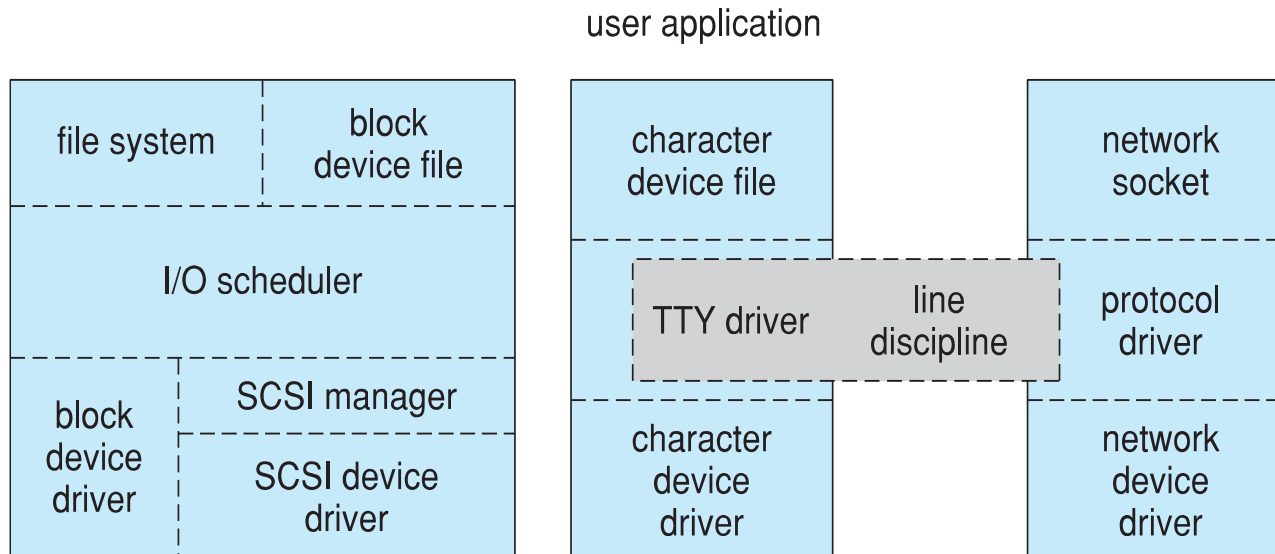 user application
file system
block
device file
I/O scheduler
block
device
driver
SCSI manager
SCSI device
driver
character
device file
TTY driver
line
discipline
character
device
driver
network
socket
protocol
driver
network
device
driver